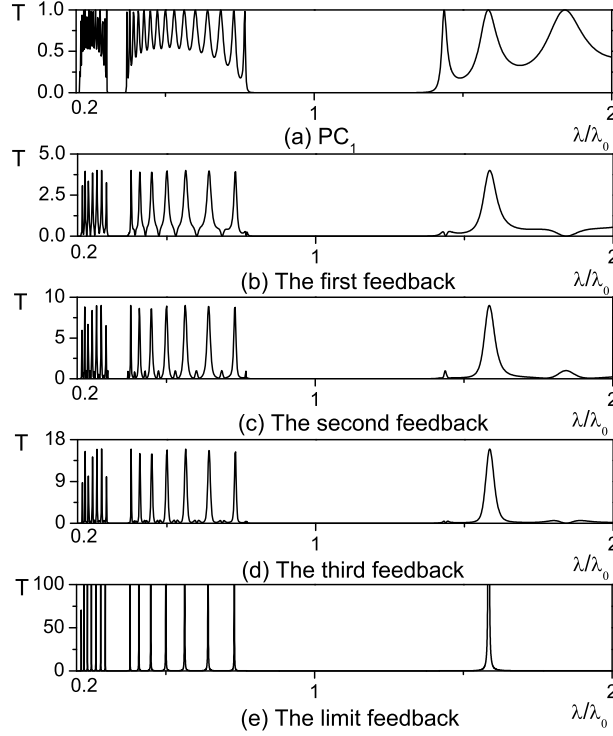 T
1.0
0.5
0.0
0.2
1
2
(a) PC₁
λ/λ₀
T
5.0
2.5
0.0
0.2
1
2
(b) The first feedback
λ/λ₀
T
10
5
0
0.2
1
2
(c) The second feedback
λ/λ₀
T
18
9
0
0.2
1
2
(d) The third feedback
λ/λ₀
T
100
50
0
0.2
1
2
(e) The limit feedback
λ/λ₀